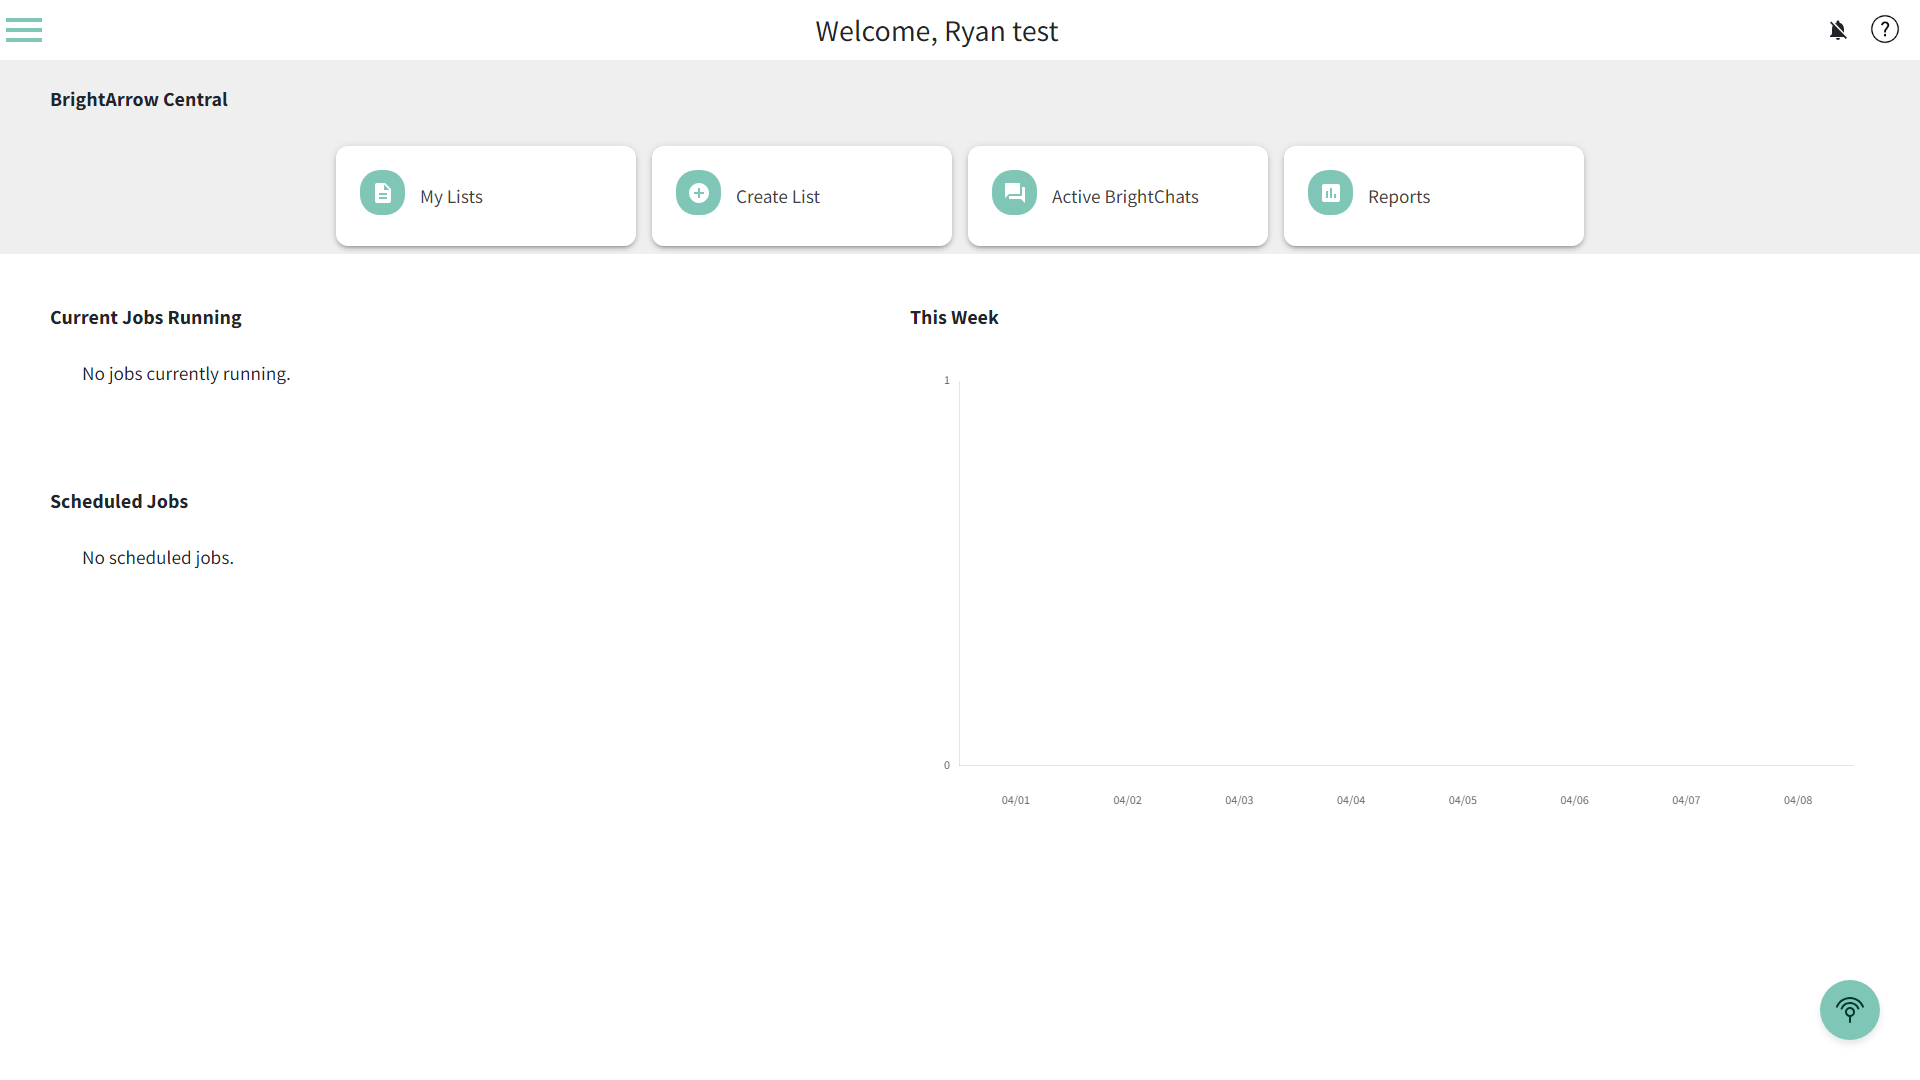 Welcome, Ryan test
BrightArrow Central
My Lists
Create List
Active BrightChats
Reports
Current Jobs Running
No jobs currently running.
Scheduled Jobs
No scheduled jobs.
This Week
1
0
04/01 04/02 04/03 04/04 04/05 04/06 04/07 04/08